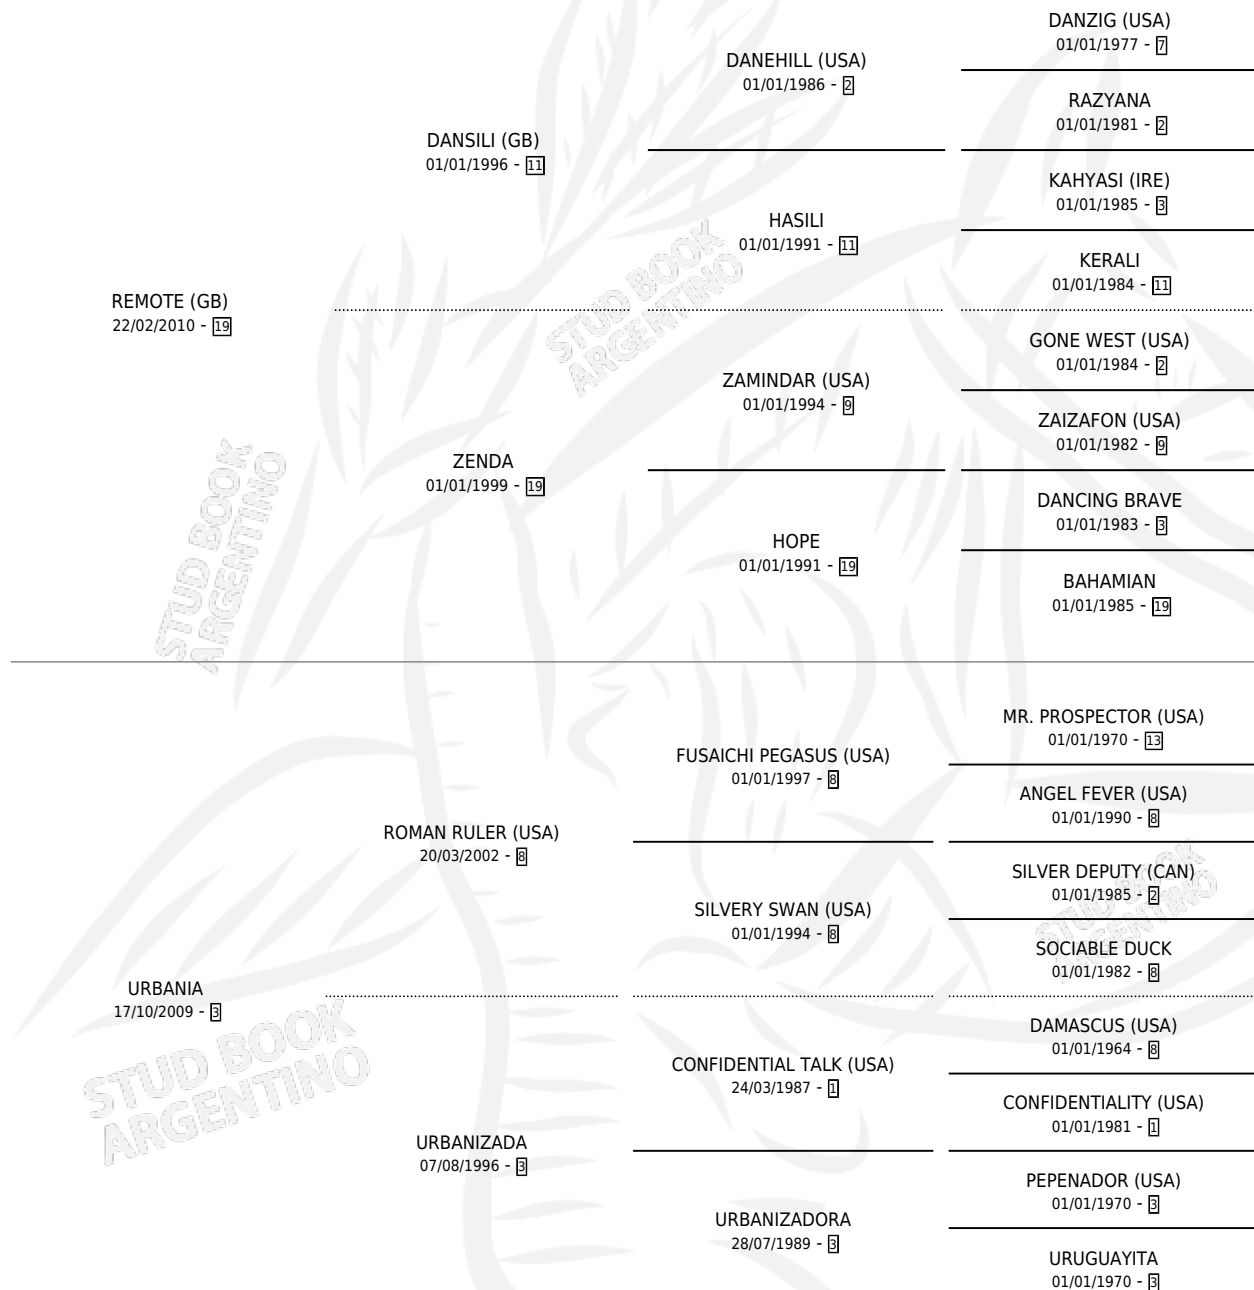 DANZIG (USA)
01/01/1977 - 7
DANEHILL (USA)
01/01/1986 - 2
RAZYANA
01/01/1981 - 2
DANSILI (GB)
01/01/1996 - 11
KAHYASI (IRE)
01/01/1985 - 3
HASILI
01/01/1991 - 11
KERALI
01/01/1984 - 11
REMOTE (GB)
22/02/2010 - 19
GONE WEST (USA)
01/01/1984 - 2
ZAMINDAR (USA)
01/01/1994 - 9
ZAIZAFON (USA)
01/01/1982 - 9
ZENDA
01/01/1999 - 19
DANCING BRAVE
01/01/1983 - 3
HOPE
01/01/1991 - 19
BAHAMIAN
01/01/1985 - 19
MR. PROSPECTOR (USA)
01/01/1970 - 13
FUSAICHI PEGASUS (USA)
01/01/1997 - 8
ANGEL FEVER (USA)
01/01/1990 - 8
ROMAN RULER (USA)
20/03/2002 - 8
SILVER DEPUTY (CAN)
01/01/1985 - 2
SILVERY SWAN (USA)
01/01/1994 - 8
SOCIABLE DUCK
01/01/1982 - 8
URBANIA
17/10/2009 - 3
DAMASCUS (USA)
01/01/1964 - 8
CONFIDENTIAL TALK (USA)
24/03/1987 - 1
CONFIDENTIALITY (USA)
01/01/1981 - 1
URBANIZADA
07/08/1996 - 3
PEPENADOR (USA)
01/01/1970 - 3
URBANIZADORA
28/07/1989 - 3
URUGUAYITA
01/01/1970 - 3
STUD BOOK
ARGENTINO
STUD BOOK
ARGENTINO
STUD BOOK
ARGENTINO
STUD BOOK
ARGENTINO